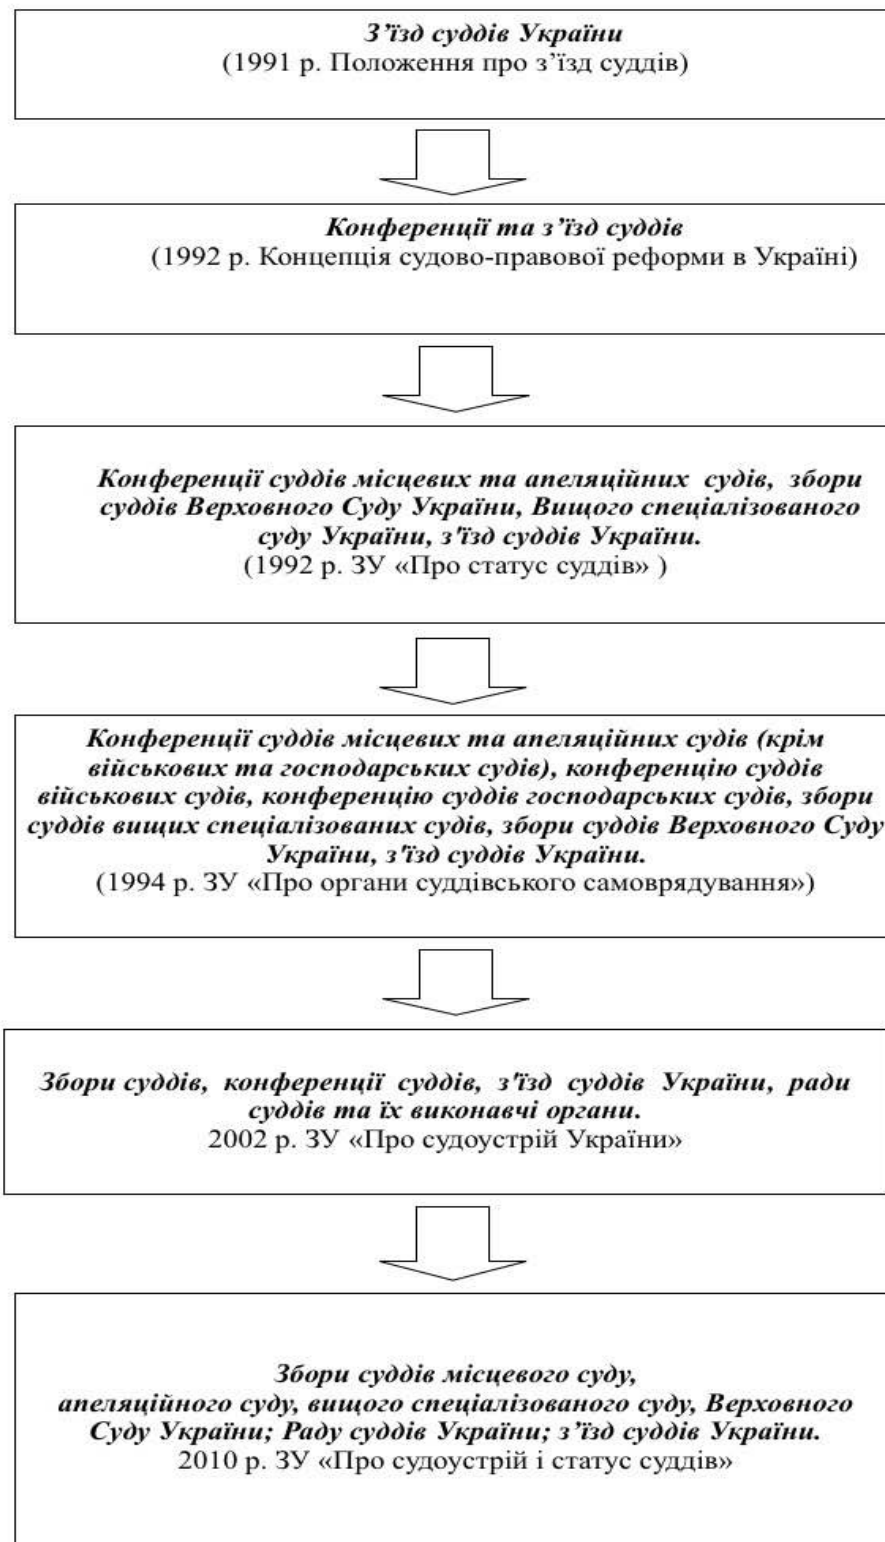 З’їзд суддів України
(1991 р. Положення про з’їзд суддів)
Конференції та з’їзд суддів
(1992 р. Концепція судово-правової реформи в Україні)
Конференції суддів місцевих та апеляційних судів, збори
суддів Верховного Суду України, Вищого спеціалізованого
суду України, з'їзд суддів України.
(1992 р. ЗУ «Про статус суддів» )
Конференції суддів місцевих та апеляційних судів (крім
військових та господарських судів), конференцію суддів
військових судів, конференцію суддів господарських судів, збори
суддів вищих спеціалізованих судів, збори суддів Верховного Суду
України, з'їзд суддів України.
(1994 р. ЗУ «Про органи суддівського самоврядування»)
Збори суддів, конференції суддів, з'їзд суддів України, ради
суддів та їх виконавчі органи.
2002 р. ЗУ «Про судоустрій України»
Збори суддів місцевого суду,
апеляційного суду, вищого спеціалізованого суду, Верховного
Суду України; Раду суддів України; з’їзд суддів України.
2010 р. ЗУ «Про судоустрій і статус суддів»